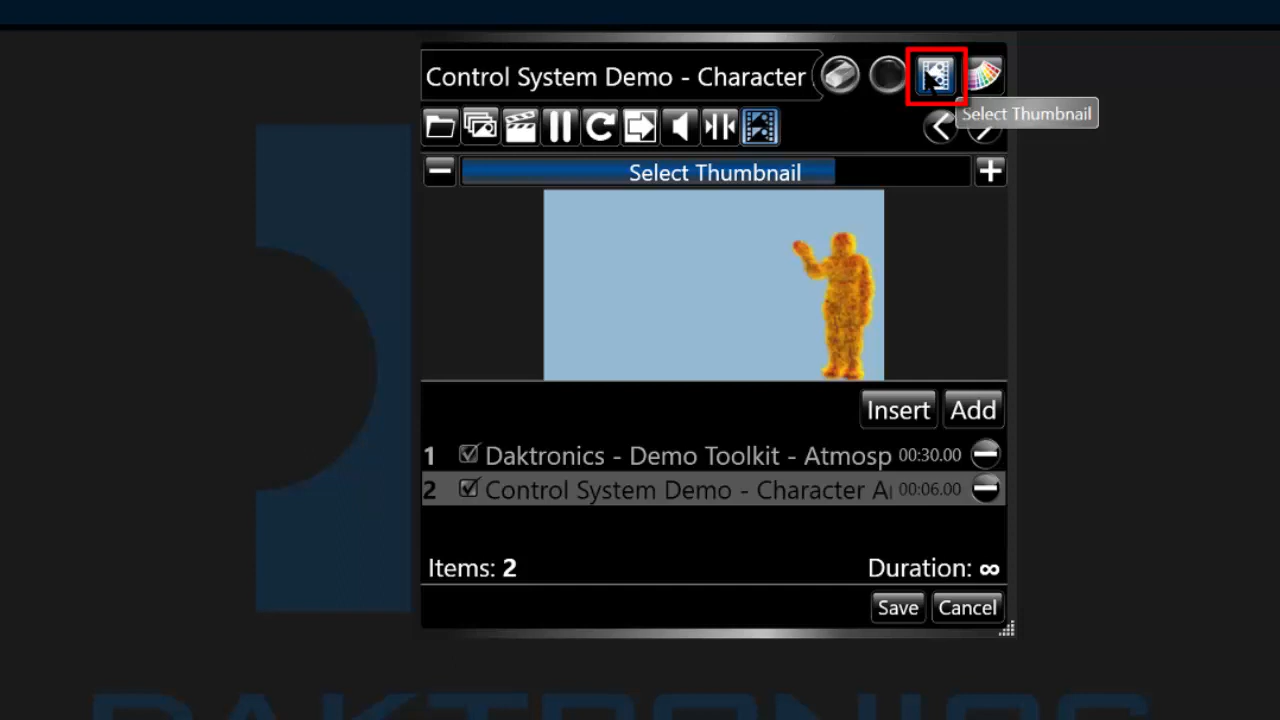 Control System Demo - Character
Select Thumbnail
Select Thumbnail
Insert
Add
1 Daktronics - Demo Toolkit - Atmosp 00:30.00
2 Control System Demo - Character A 00:06.00
Items: 2
Duration: ∞
Save
Cancel
DAKTRONICS